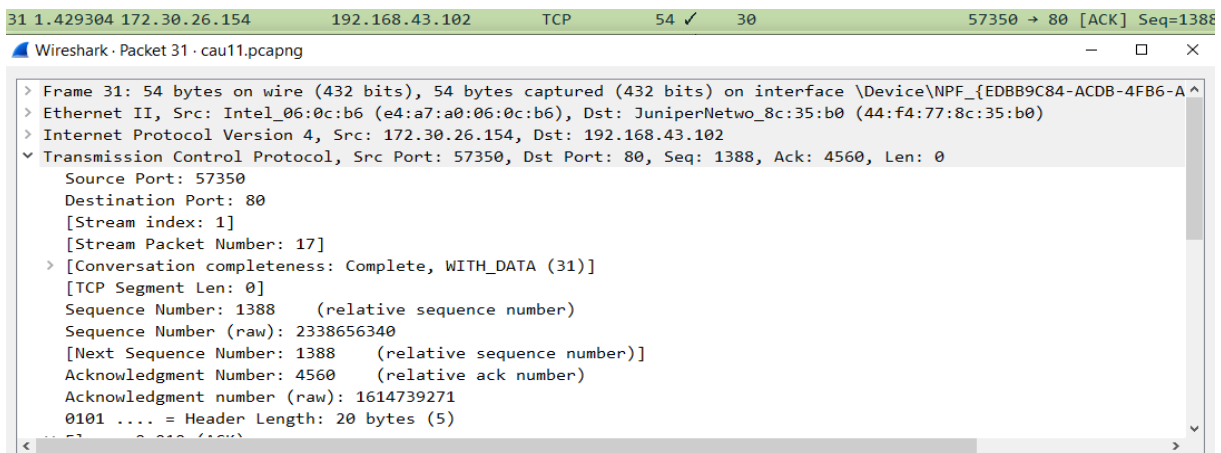 31 1.429304 172.30.26.154 192.168.43.102 TCP 54 ✓ 30 57350 → 80 [ACK] Seq=1388
Wireshark · Packet 31 · cau11.pcapng
> Frame 31: 54 bytes on wire (432 bits), 54 bytes captured (432 bits) on interface \Device\NPF_{EDBB9C84-ACDB-4FB6-A
> Ethernet II, Src: Intel_06:0c:b6 (e4:a7:a0:06:0c:b6), Dst: JuniperNetwo_8c:35:b0 (44:f4:77:8c:35:b0)
> Internet Protocol Version 4, Src: 172.30.26.154, Dst: 192.168.43.102
Transmission Control Protocol, Src Port: 57350, Dst Port: 80, Seq: 1388, Ack: 4560, Len: 0
Source Port: 57350
Destination Port: 80
[Stream index: 1]
[Stream Packet Number: 17]
> [Conversation completeness: Complete, WITH_DATA (31)]
[TCP Segment Len: 0]
Sequence Number: 1388 (relative sequence number)
Sequence Number (raw): 2338656340
[Next Sequence Number: 1388 (relative sequence number)]
Acknowledgment Number: 4560 (relative ack number)
Acknowledgment number (raw): 1614739271
0101 .... = Header Length: 20 bytes (5)